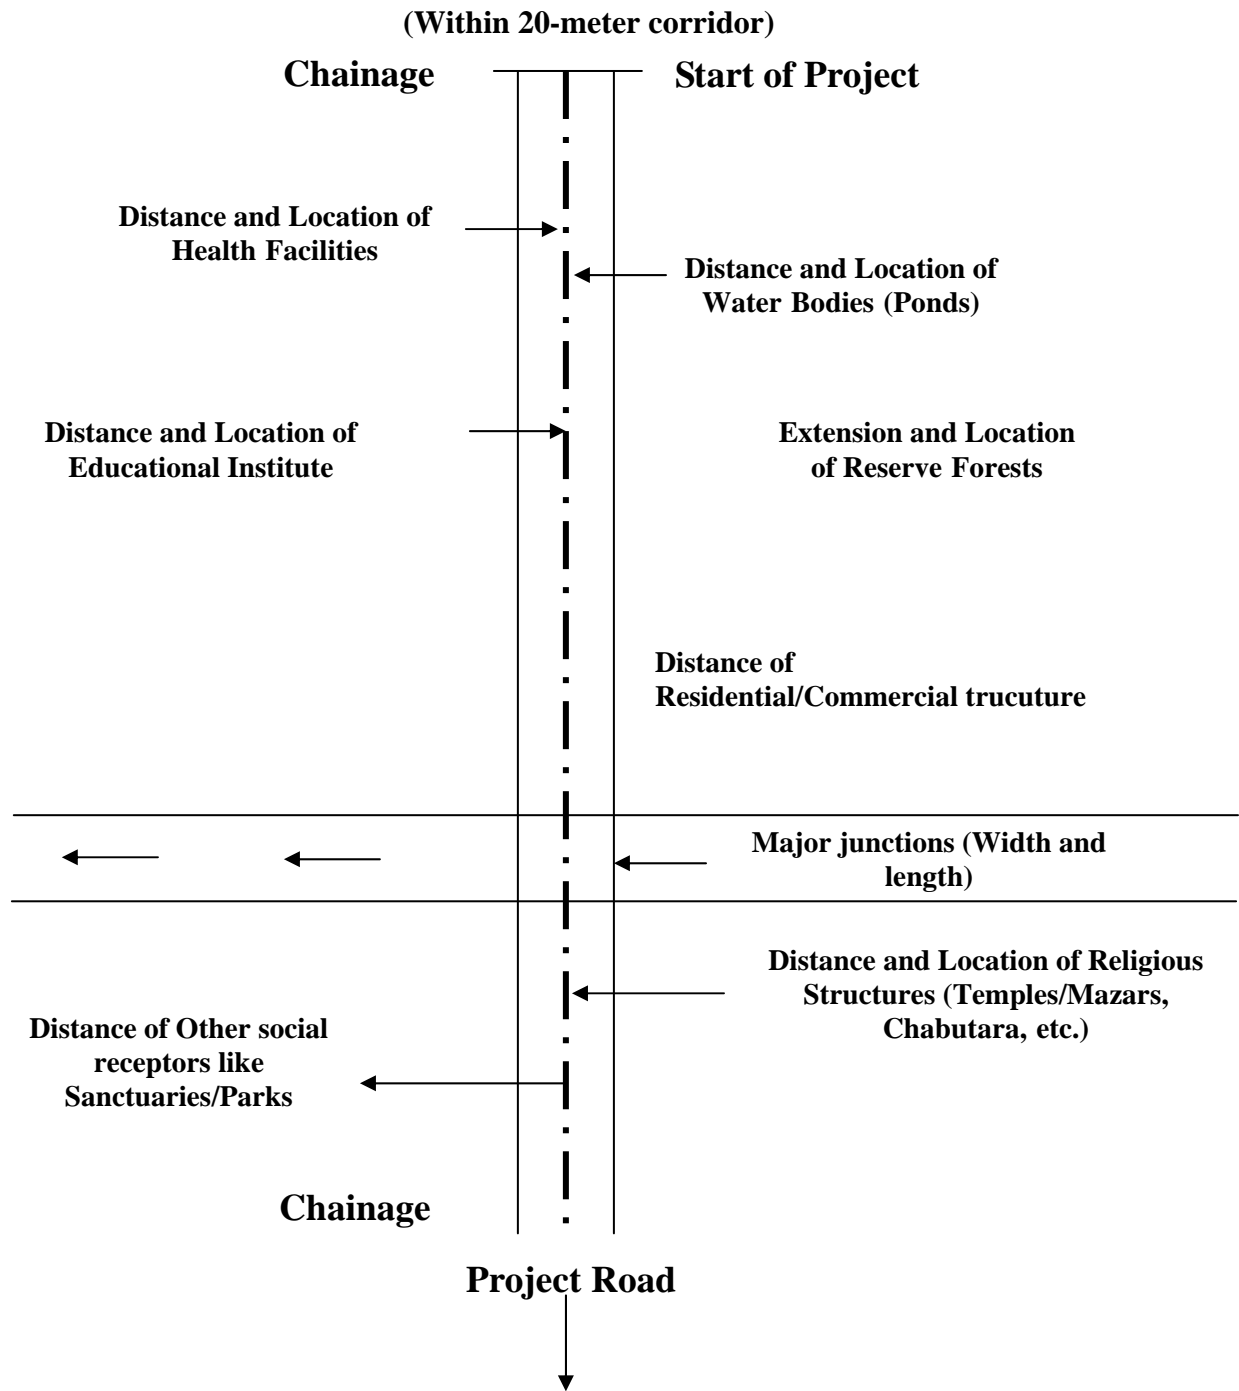 (Within 20-meter corridor)
Chainage
Start of Project
Distance and Location of
Health Facilities
Distance and Location of
Water Bodies (Ponds)
Distance and Location of
Educational Institute
Extension and Location
of Reserve Forests
Distance of
Residential/Commercial trucuture
Major junctions (Width and
length)
Distance and Location of Religious
Structures (Temples/Mazars,
Chabutara, etc.)
Distance of Other social
receptors like
Sanctuaries/Parks
Chainage
Project Road